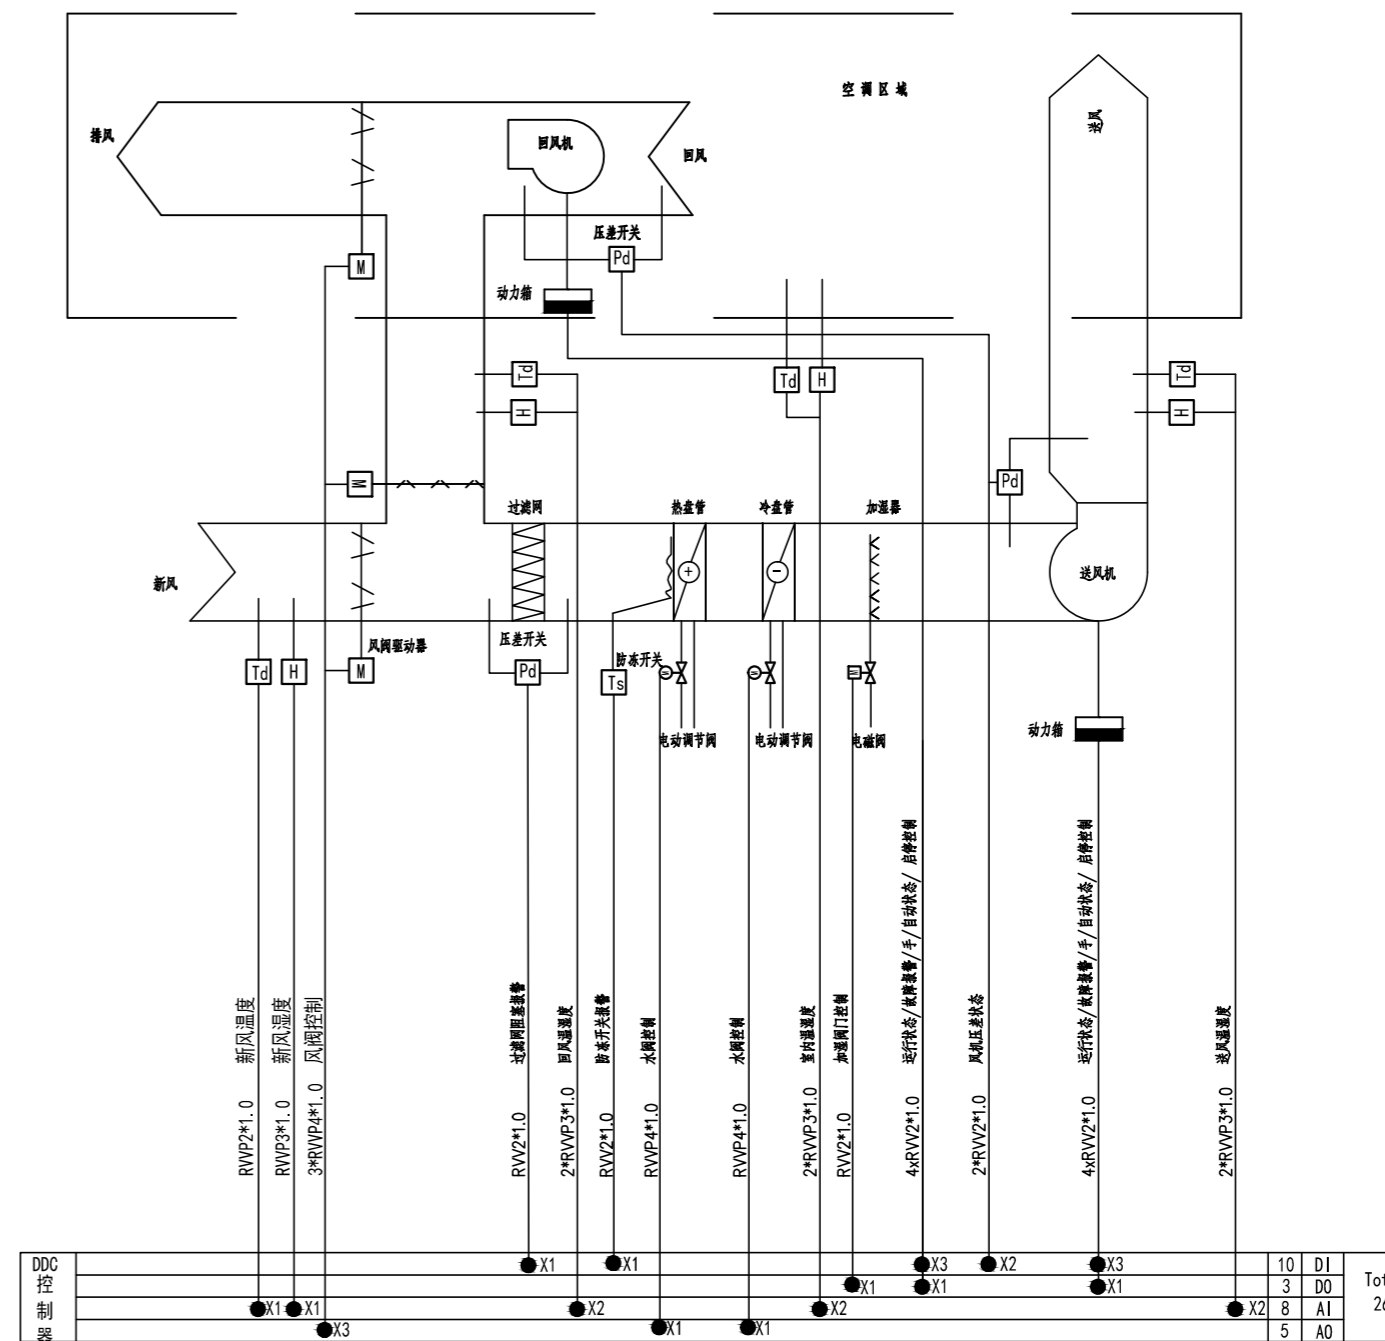 空调区域
排风
回风机
回风
送风
压差开关
Pd
M
动力箱
Td
H
Td
H
Td
H
M
Pd
过滤网
热盘管
冷盘管
加湿器
新风
+
−
送风机
风阀驱动器
压差开关
防冻开关
Td
H
M
Pd
Ts
M
M
M
电动调节阀
电动调节阀
电磁阀
动力箱
RVVP2*1.0 新风温度
RVVP3*1.0 新风湿度
3*RVVP4*1.0 风阀控制
RVV2*1.0 过滤网阻塞报警
2*RVVP3*1.0 回风温湿度
RVV2*1.0 防冻开关报警
RVVP4*1.0 水阀控制
RVVP4*1.0 水阀控制
2*RVVP3*1.0 室内温湿度
RVV2*1.0 加湿阀门控制
4xRVV2*1.0 运行状态/故障报警/手/自动状态/ 启停控制
2*RVV2*1.0 风机压差状态
4xRVV2*1.0 运行状态/故障报警/手/自动状态/ 启停控制
2*RVVP3*1.0 送风温湿度
DDC
控
制
器
X1 X1 X3 X2 X3 10 DI
X1 X1 X1 3 DO
X1 X1 X2 X2 X2 8 AI
X3 X1 X1 5 AO